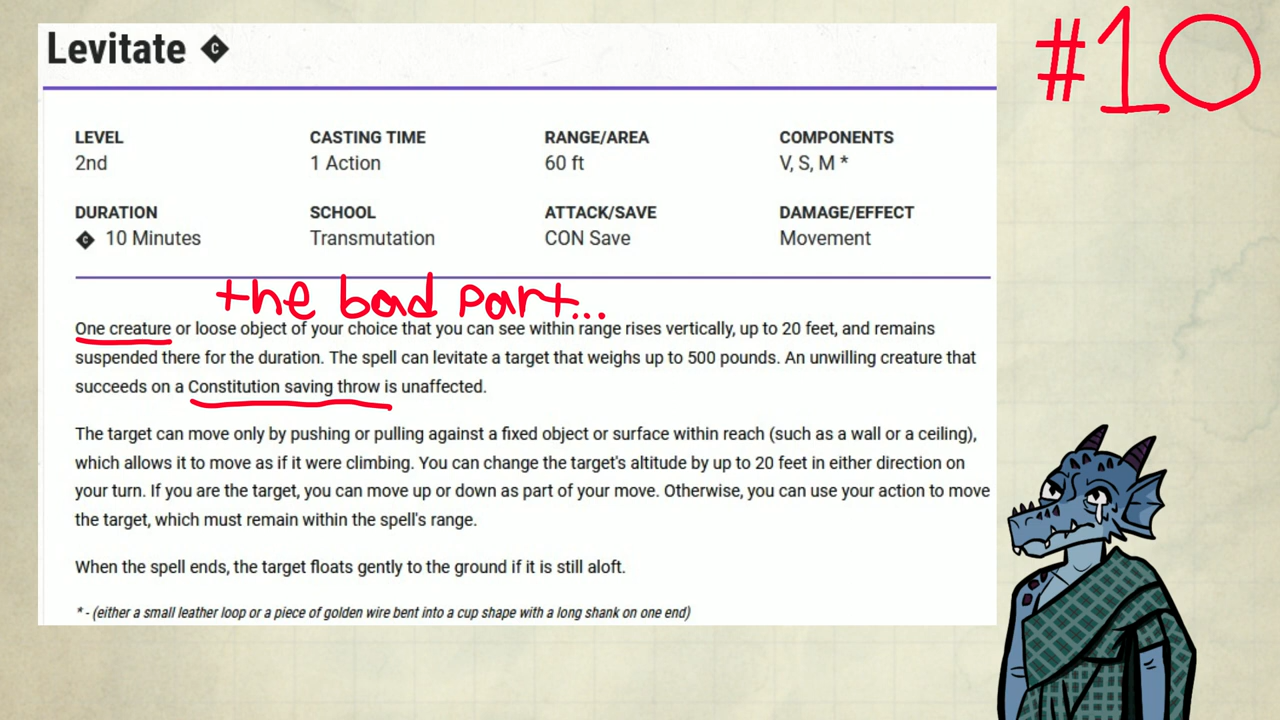 Levitate C
#10
LEVEL CASTING TIME RANGE/AREA COMPONENTS
2nd 1 Action 60 ft V, S, M *
DURATION SCHOOL ATTACK/SAVE DAMAGE/EFFECT
C 10 Minutes Transmutation CON Save Movement
the bad part...
One creature or loose object of your choice that you can see within range rises vertically, up to 20 feet, and remains
suspended there for the duration. The spell can levitate a target that weighs up to 500 pounds. An unwilling creature that
succeeds on a Constitution saving throw is unaffected.
The target can move only by pushing or pulling against a fixed object or surface within reach (such as a wall or a ceiling),
which allows it to move as if it were climbing. You can change the target's altitude by up to 20 feet in either direction on
your turn. If you are the target, you can move up or down as part of your move. Otherwise, you can use your action to move
the target, which must remain within the spell's range.
When the spell ends, the target floats gently to the ground if it is still aloft.
* - (either a small leather loop or a piece of golden wire bent into a cup shape with a long shank on one end)